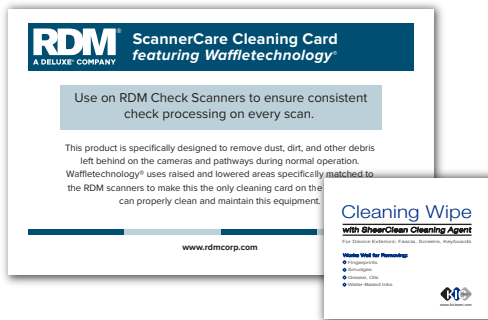 RDM®
A DELUXE® COMPANY
ScannerCare Cleaning Card
featuring Waffletechnology®
Use on RDM Check Scanners to ensure consistent
check processing on every scan.
This product is specifically designed to remove dust, dirt, and other debris
left behind on the cameras and pathways during normal operation.
Waffletechnology® uses raised and lowered areas specifically matched to
the RDM scanners to make this the only cleaning card on the
can properly clean and maintain this equipment.
www.rdmcorp.com
Cleaning Wipe
with SheerClean Cleaning Agent
For Device Exteriors: Fascia, Screens, Keyboards
Works Well for Removing:
Fingerprints
Smudges
Grease, Oils
Water-Based Inks
KIC
www.kicteam.com